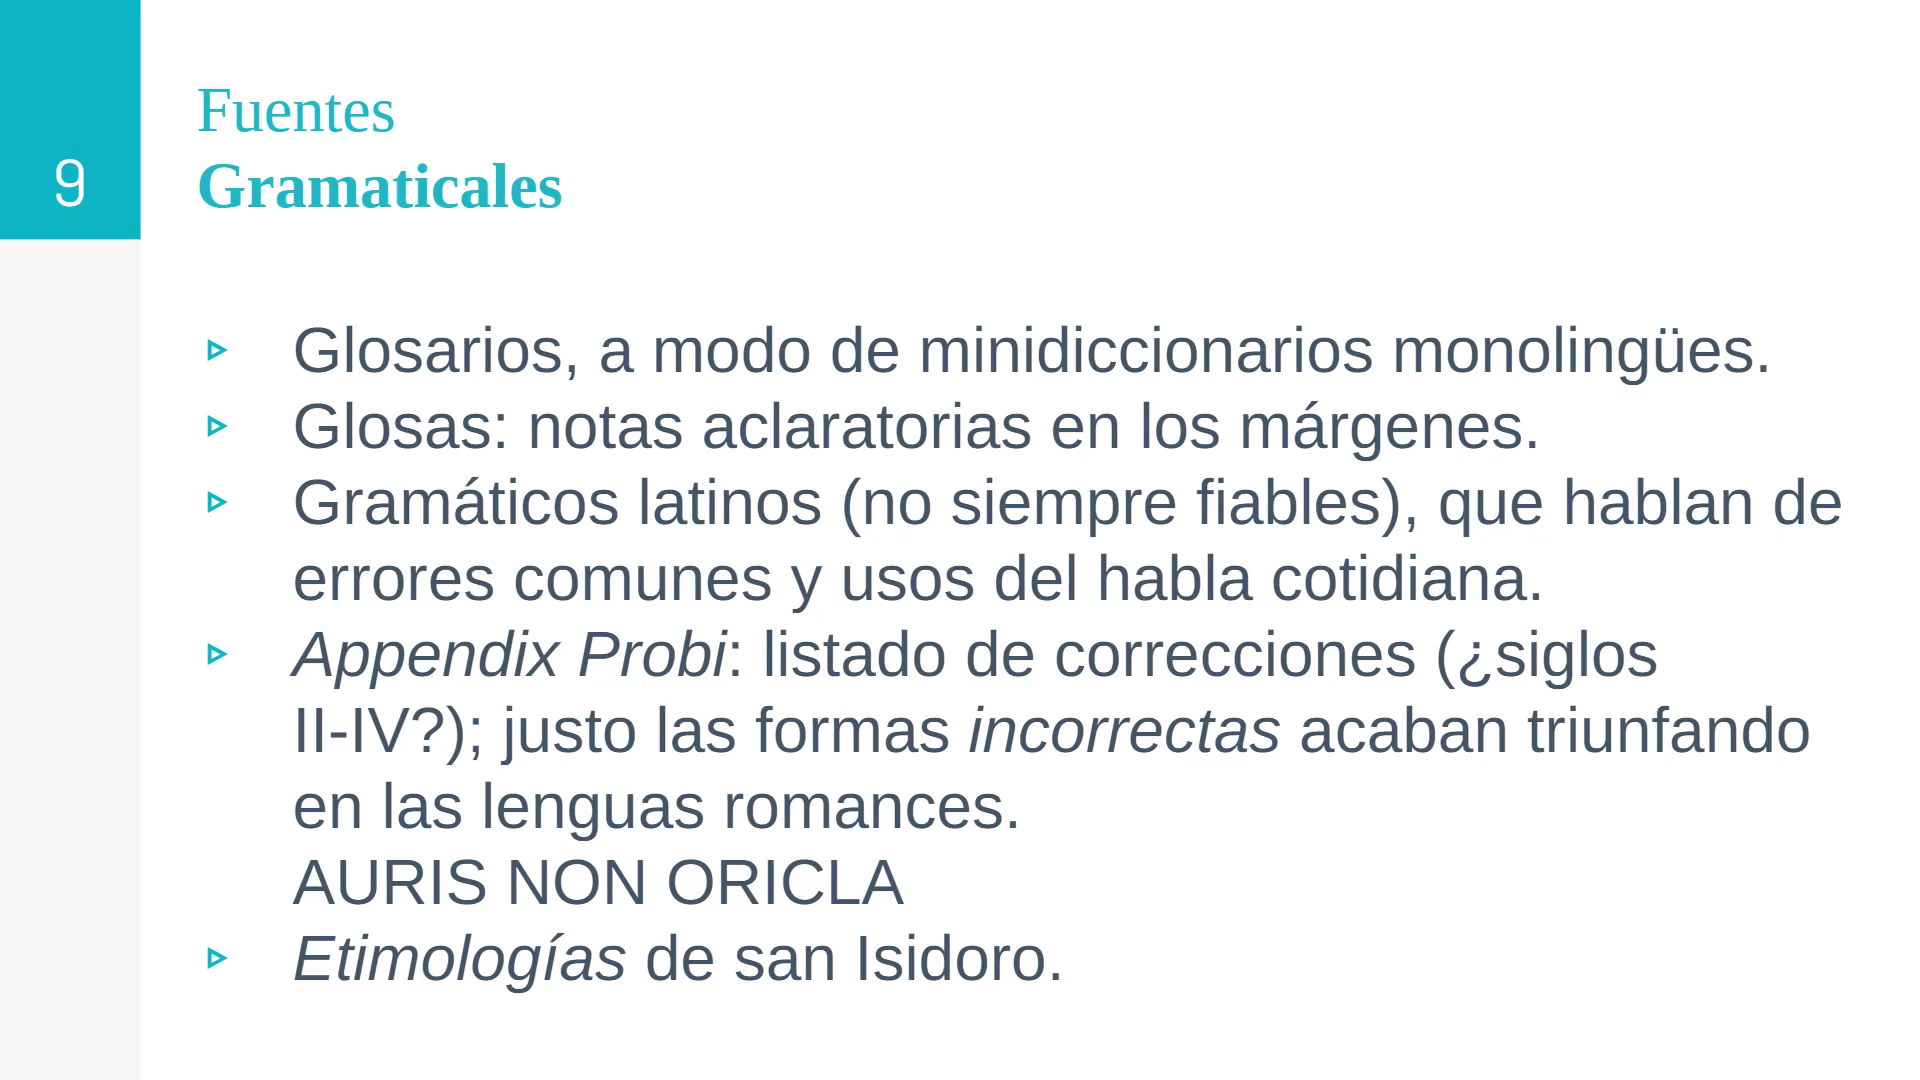 9
Fuentes
Gramaticales
Glosarios, a modo de minidiccionarios monolingües.
Glosas: notas aclaratorias en los márgenes.
Gramáticos latinos (no siempre fiables), que hablan de
errores comunes y usos del habla cotidiana.
Appendix Probi: listado de correcciones (¿siglos
II-IV?); justo las formas incorrectas acaban triunfando
en las lenguas romances.
AURIS NON ORICLA
Etimologías de san Isidoro.